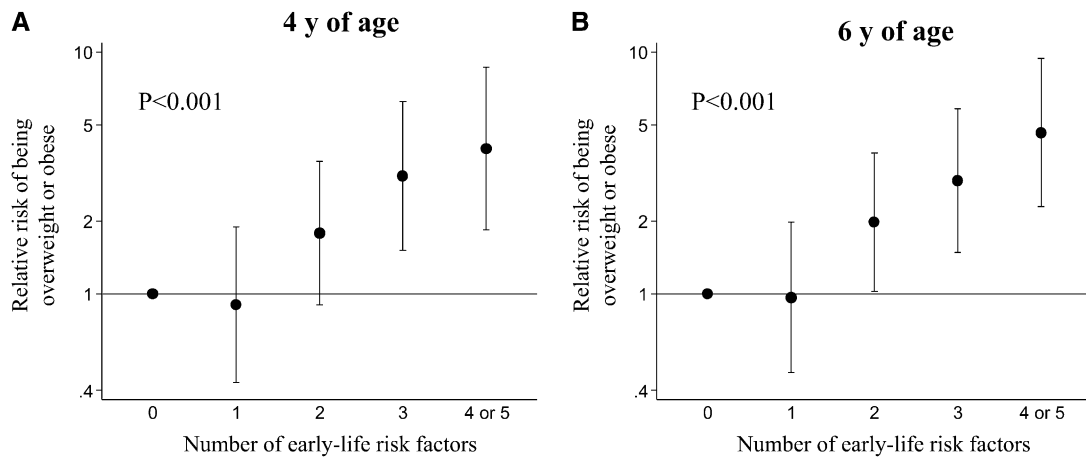 A
4 y of age
10
5
2
1
.4
P<0.001
Relative risk of being
overweight or obese
0 1 2 3 4 or 5
Number of early-life risk factors
B
6 y of age
10
5
2
1
.4
P<0.001
Relative risk of being
overweight or obese
0 1 2 3 4 or 5
Number of early-life risk factors